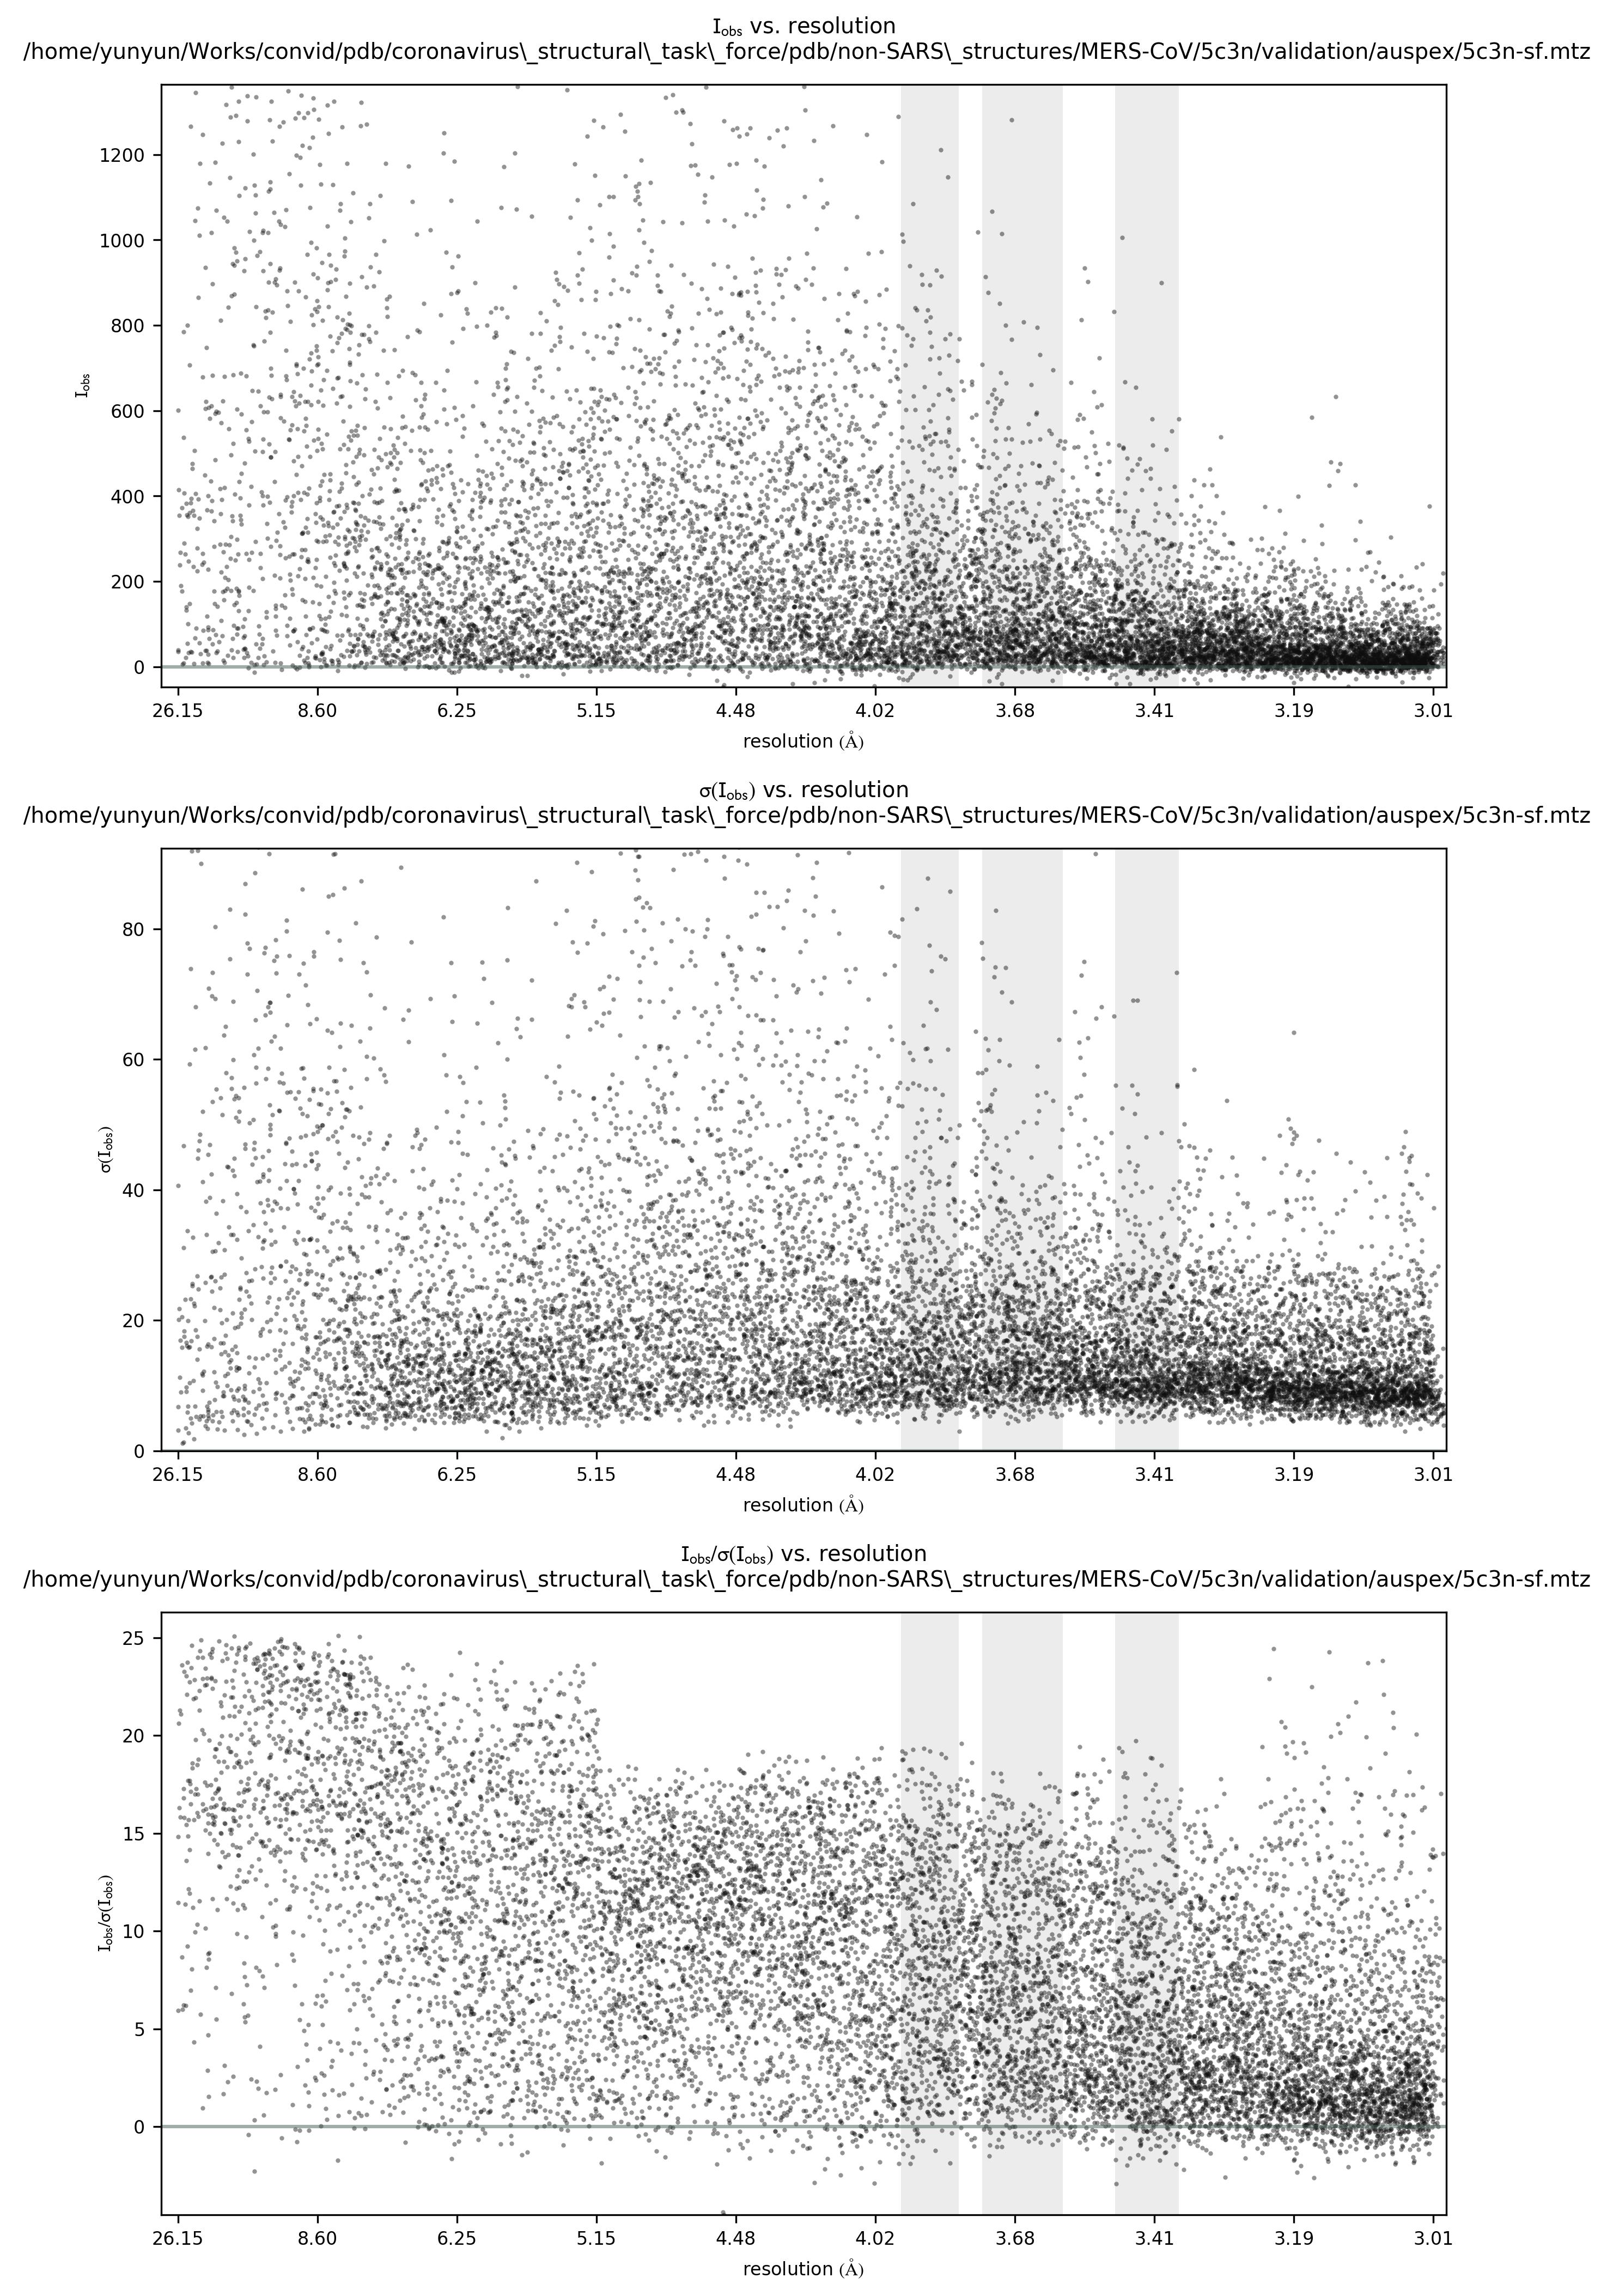 I_obs vs. resolution
/home/yunyun/Works/convid/pdb/coronavirus\_structural\_task\_force/pdb/non-SARS\_structures/MERS-CoV/5c3n/validation/auspex/5c3n-sf.mtz
1200
1000
800
600
400
200
0
I_obs
26.15 8.60 6.25 5.15 4.48 4.02 3.68 3.41 3.19 3.01
resolution (Å)
σ(I_obs) vs. resolution
/home/yunyun/Works/convid/pdb/coronavirus\_structural\_task\_force/pdb/non-SARS\_structures/MERS-CoV/5c3n/validation/auspex/5c3n-sf.mtz
80
60
40
20
0
σ(I_obs)
26.15 8.60 6.25 5.15 4.48 4.02 3.68 3.41 3.19 3.01
resolution (Å)
I_obs/σ(I_obs) vs. resolution
/home/yunyun/Works/convid/pdb/coronavirus\_structural\_task\_force/pdb/non-SARS\_structures/MERS-CoV/5c3n/validation/auspex/5c3n-sf.mtz
25
20
15
10
5
0
I_obs/σ(I_obs)
26.15 8.60 6.25 5.15 4.48 4.02 3.68 3.41 3.19 3.01
resolution (Å)